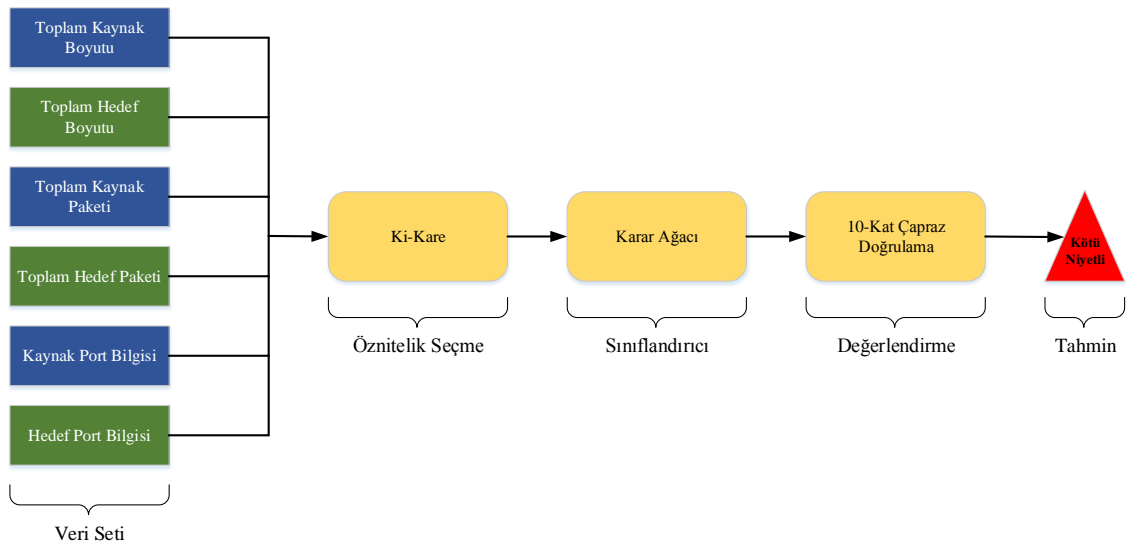 Toplam Kaynak
Boyutu
Toplam Hedef
Boyutu
Toplam Kaynak
Paketi
Toplam Hedef Paketi
Kaynak Port Bilgisi
Hedef Port Bilgisi
Veri Seti
Ki-Kare
Öznitelik Seçme
Karar Ağacı
Sınıflandırıcı
10-Kat Çapraz
Doğrulama
Değerlendirme
Kötü
Niyetli
Tahmin